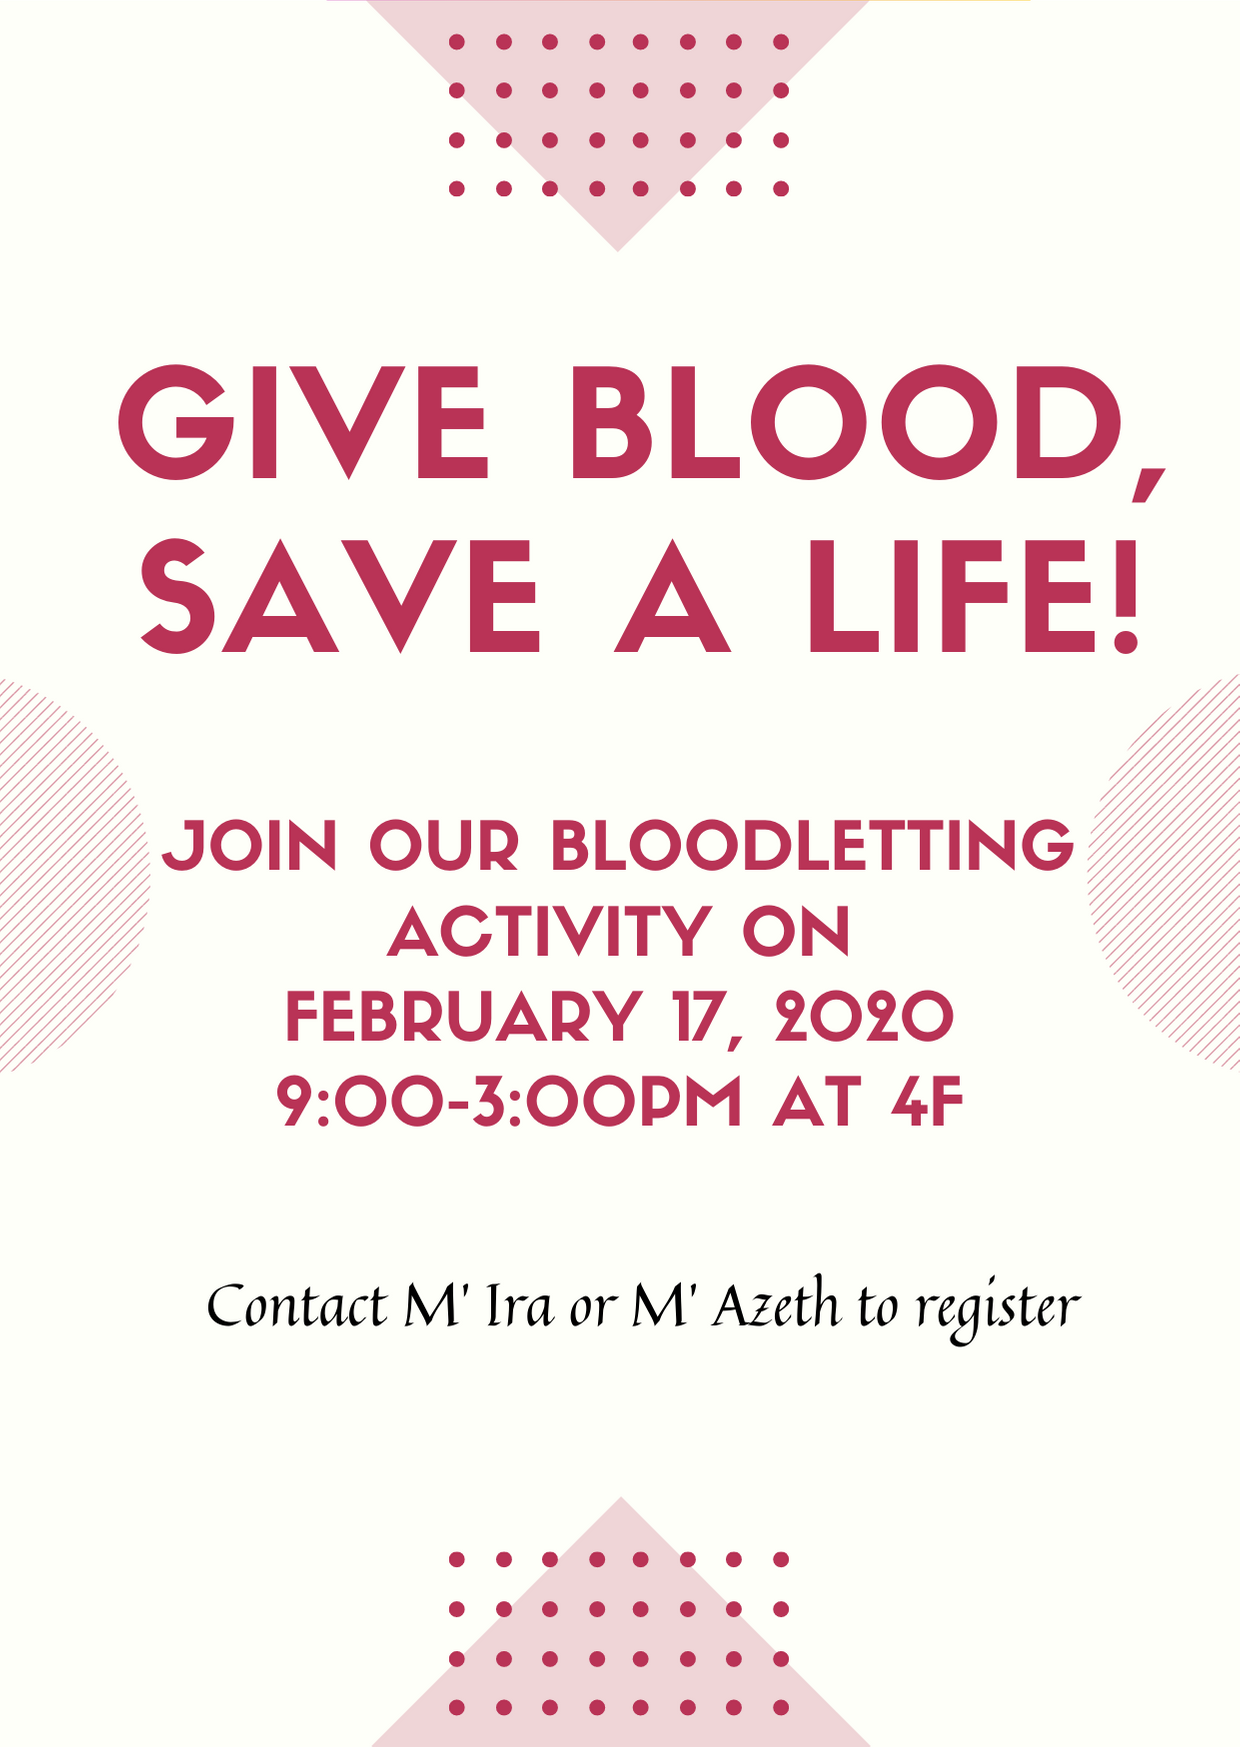 GIVE BLOOD,
SAVE A LIFE!
JOIN OUR BLOODLETTING
ACTIVITY ON
FEBRUARY 17, 2020
9:00-3:00PM AT 4F
Contact M' Ira or M' Azeth to register